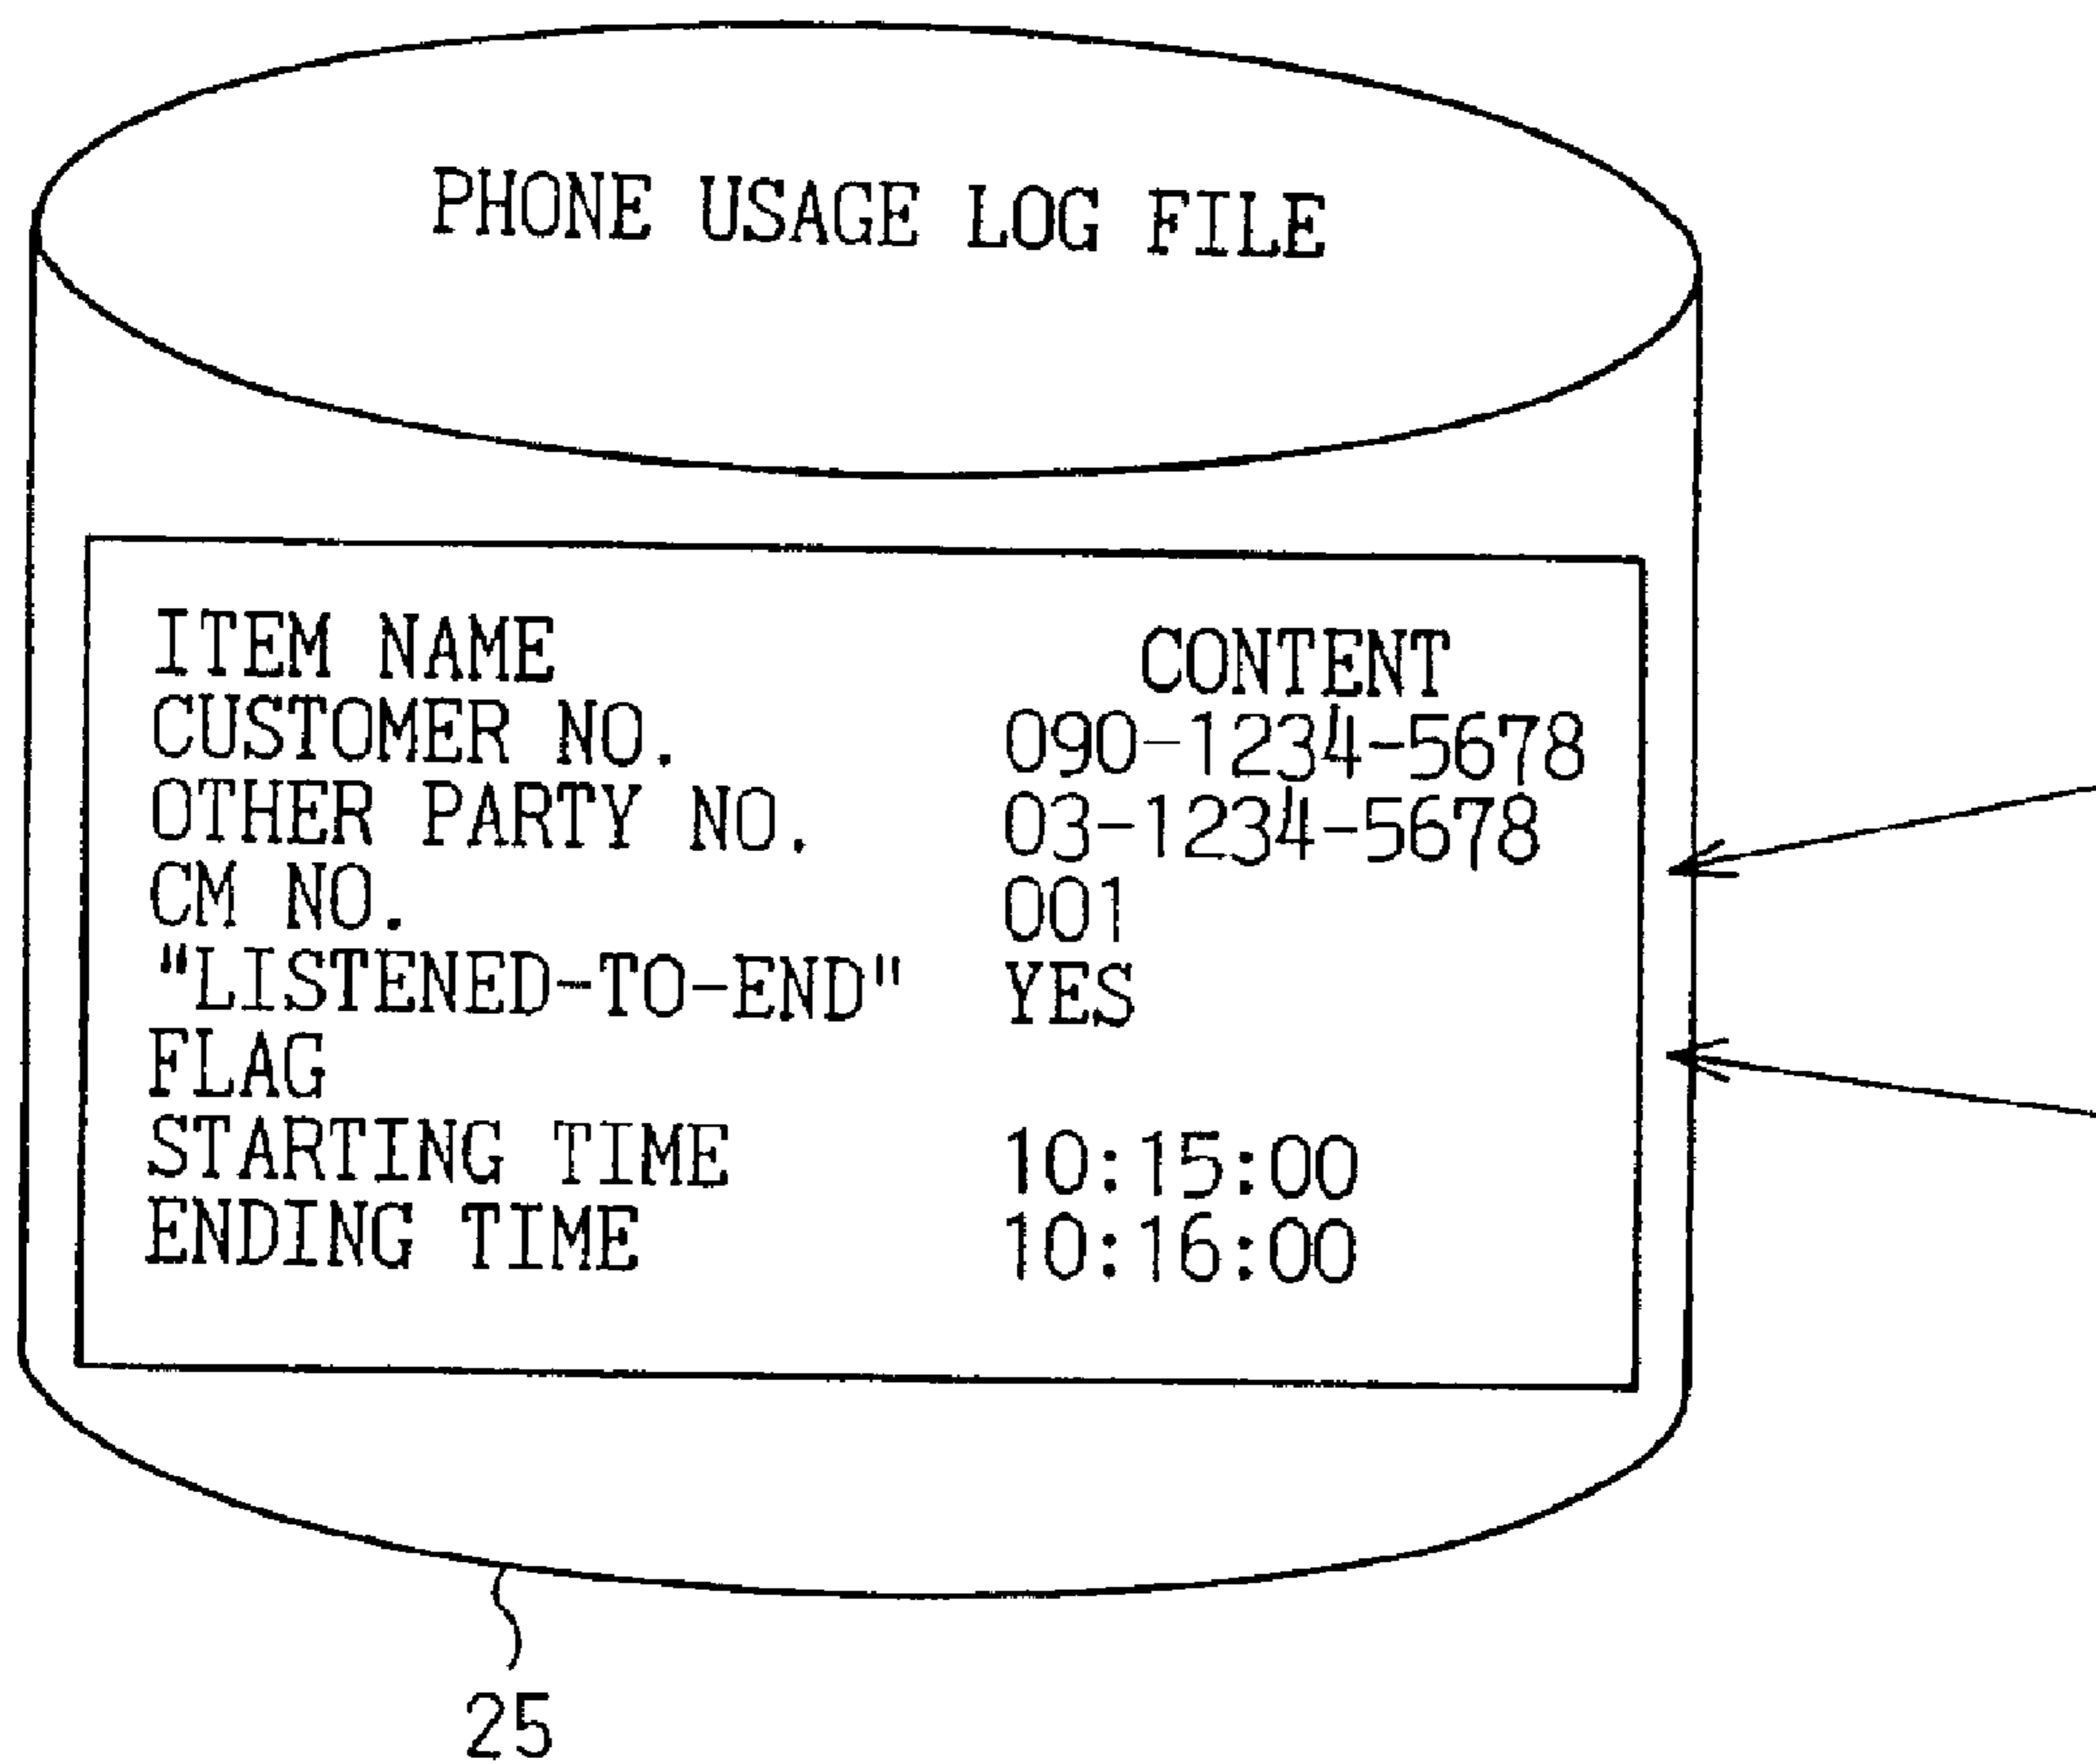 PHONE USAGE LOG FILE
ITEM NAME CONTENT
CUSTOMER NO. 090-1234-5678
OTHER PARTY NO. 03-1234-5678
CM NO. 001
"LISTENED-TO-END" YES
FLAG
STARTING TIME 10:15:00
ENDING TIME 10:16:00
25